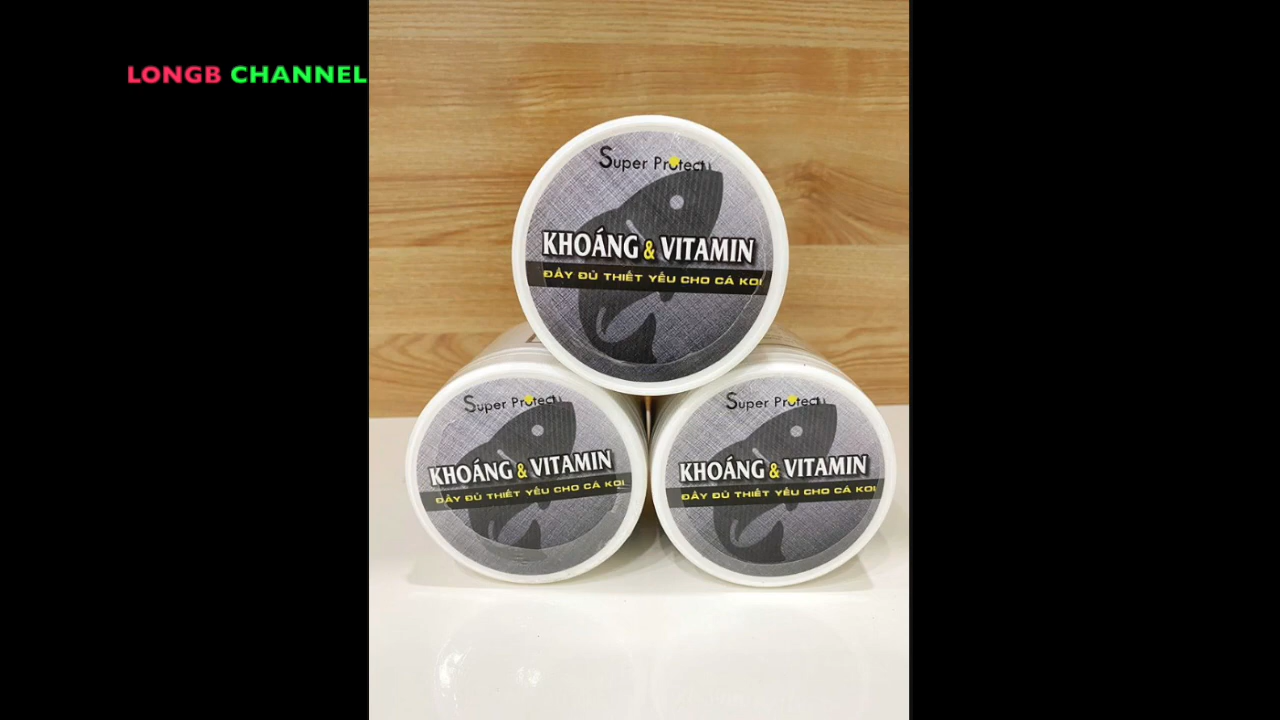 LONGB CHANNEL
Super Protect
KHOÁNG & VITAMIN
ĐẦY ĐỦ THIẾT YẾU CHO CÁ KOI
Super Protect
KHOÁNG & VITAMIN
ĐẦY ĐỦ THIẾT YẾU CHO CÁ KOI
Super Protect
KHOÁNG & VITAMIN
ĐẦY ĐỦ THIẾT YẾU CHO CÁ KOI